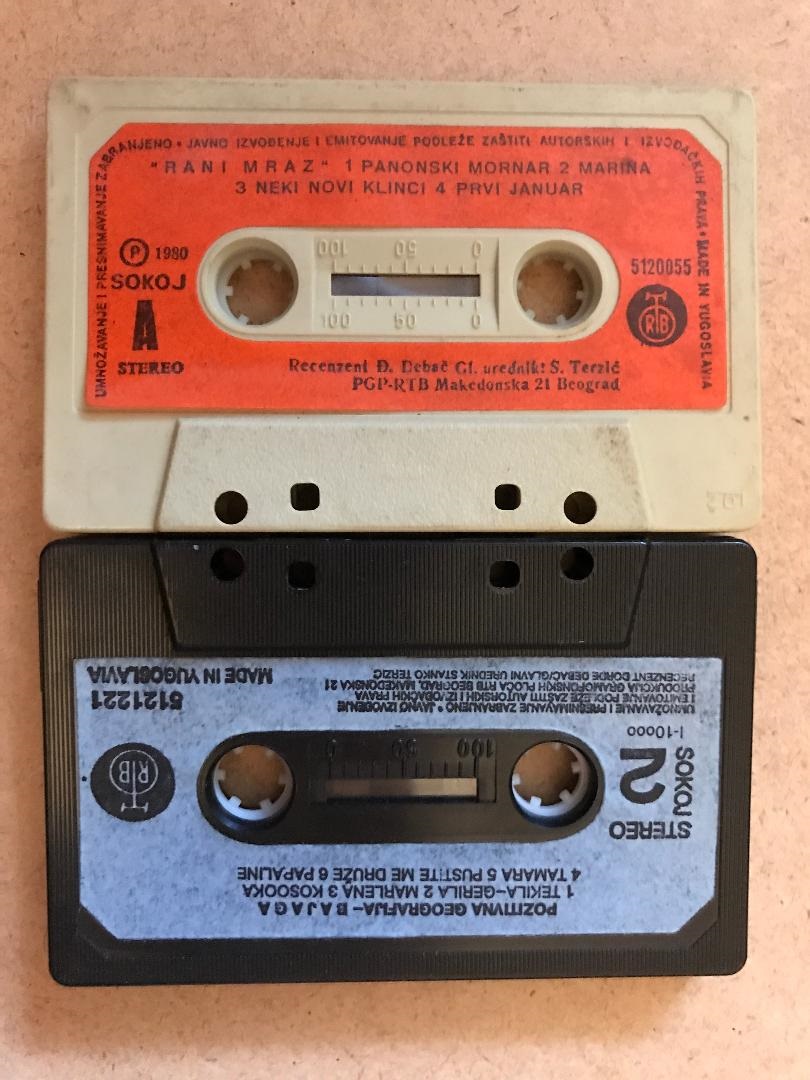 UMNOŽAVANJE I PRESNIMAVANJE ZABRANJENO • JAVNO IZVOĐENJE I EMITOVANJE PODLEŽE ZAŠTITI AUTORSKIH I IZVOĐAČKIH PRAVA • MADE IN YUGOSLAVIA
"RANI MRAZ" 1 PANONSKI MORNAR 2 MARINA
3 NEKI NOVI KLINCI 4 PRVI JANUAR
Ⓟ 1980
SOKOJ
A
STEREO
100 50 0
100 50 0
5120055
RTB
Recenzent Đ. Debač Gl. urednik: S. Terzić
PGP-RTB Makedonska 21 Beograd
POZITIVNA GEOGRAFIJA – BAJAGA
1 TEKILA-GERILA 2 MARLENA 3 KOSOOKA
4 TAMARA 5 PUSTITE ME DRUŽE 6 PAPALINE
STEREO
2
SOKOJ
I-10000
100 50 0
RTB
UMNOŽAVANJE I PRESNIMAVANJE ZABRANJENO * JAVNO IZVOĐENJE
I EMITOVANJE PODLEŽE ZAŠTITI AUTORSKIH I IZVOĐAČKIH PRAVA
PRODUKCIJA GRAMOFONSKIH PLOČA RTB BEOGRAD, MAKEDONSKA 21
RECENZENT ĐORĐE DEBAČ/GLAVNI UREDNIK STANKO TERZIĆ
5121221
MADE IN YUGOSLAVIA